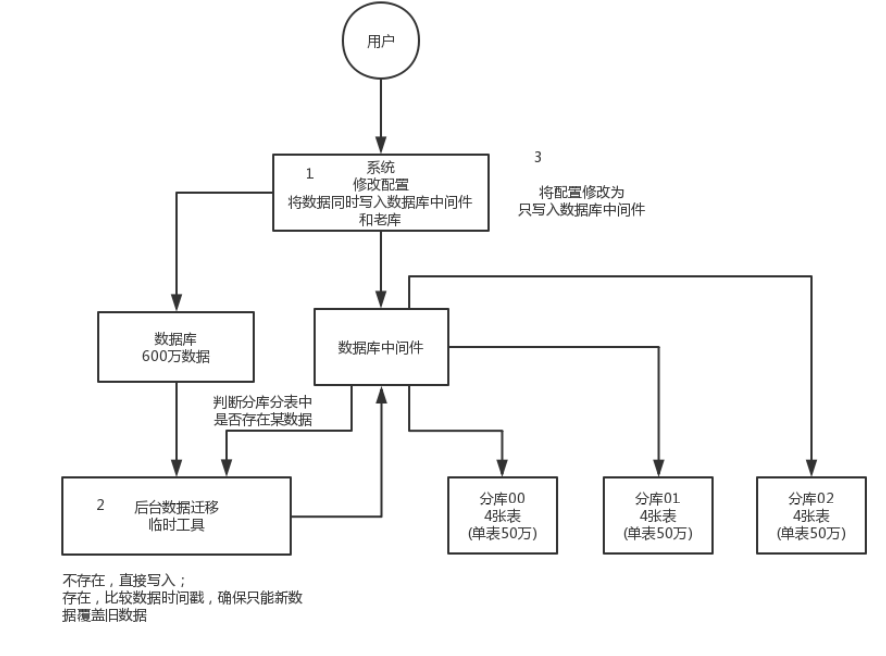 用户
1
系统
修改配置
将数据同时写入数据库中间件
和老库
3
将配置修改为
只写入数据库中间件
数据库
600万数据
数据库中间件
判断分库分表中
是否存在某数据
2
后台数据迁移
临时工具
分库00
4张表
(单表50万)
分库01
4张表
(单表50万)
分库02
4张表
(单表50万)
不存在，直接写入；
存在，比较数据时间戳，确保只能新数
据覆盖旧数据